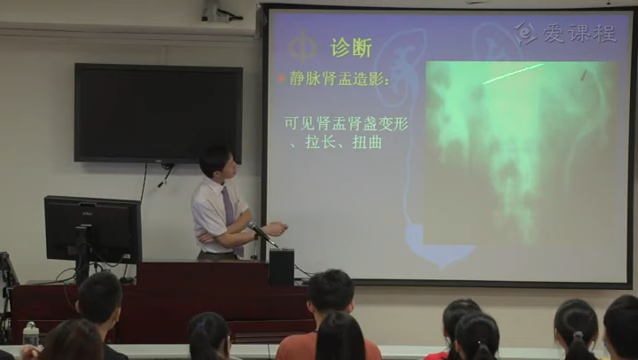 诊断
爱课程
静脉肾盂造影：
可见肾盂肾盏变形
、拉长、扭曲